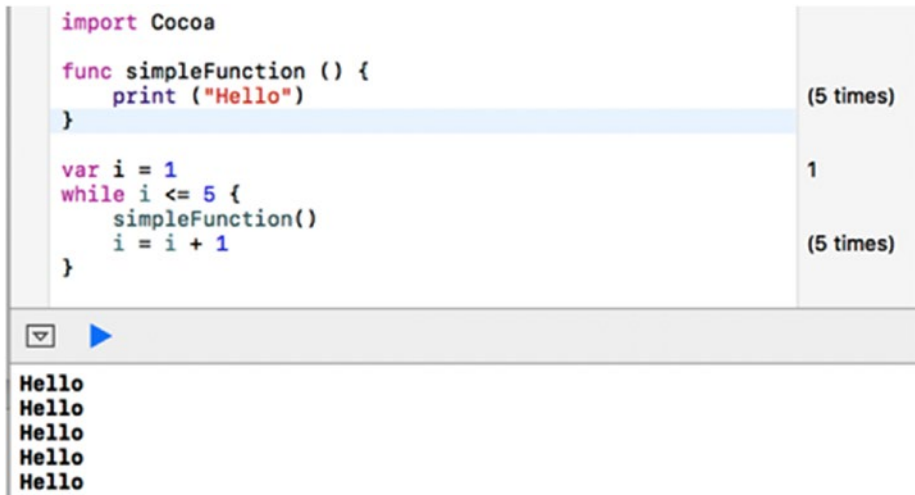 import Cocoa
func simpleFunction () {
    print ("Hello")
(5 times)
}
var i = 1
1
while i <= 5 {
    simpleFunction()
    i = i + 1
(5 times)
}
Hello
Hello
Hello
Hello
Hello